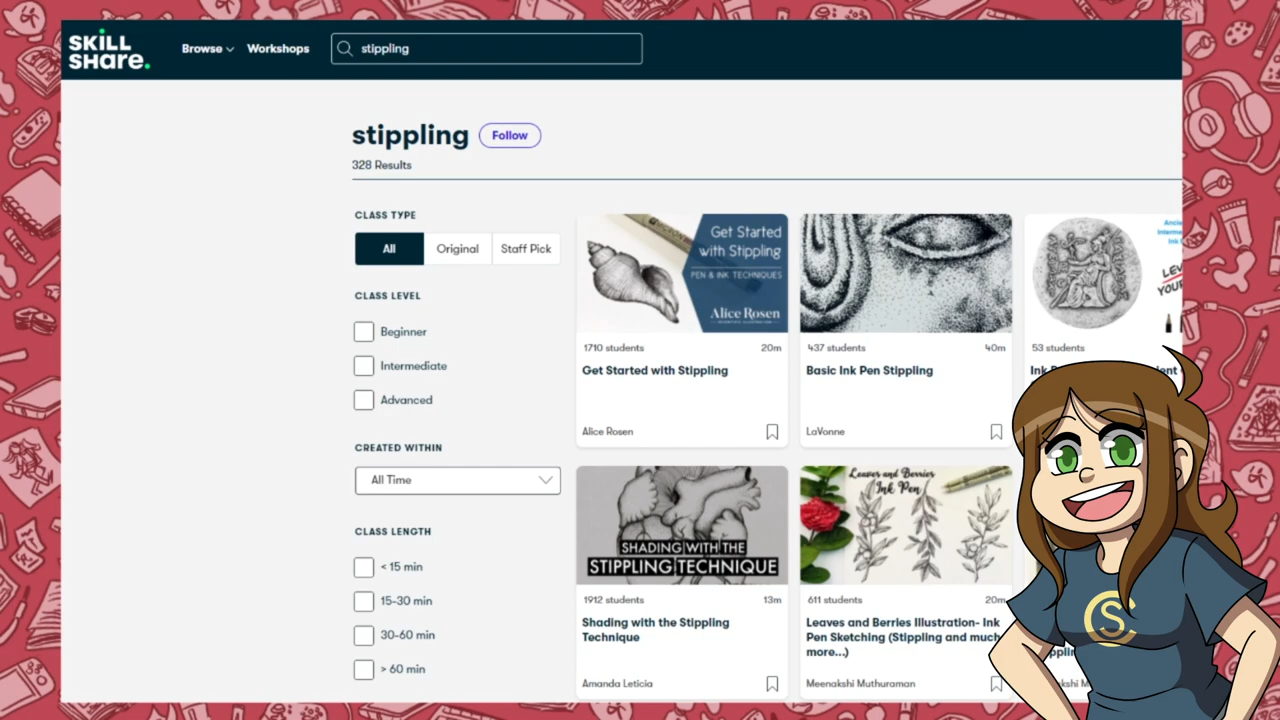 SKILL
SHare.
Browse
Workshops
stippling
stippling
Follow
328 Results
CLASS TYPE
All
Original
Staff Pick
CLASS LEVEL
Beginner
Intermediate
Advanced
CREATED WITHIN
All Time
CLASS LENGTH
< 15 min
15-30 min
30-60 min
> 60 min
Get Started
with Stippling
PEN & INK TECHNIQUES
Alice Rosen
1710 students
20m
Get Started with Stippling
Alice Rosen
437 students
40m
Basic Ink Pen Stippling
LaVonne
53 students
SHADING WITH THE
STIPPLING TECHNIQUE
1912 students
13m
Shading with the Stippling
Technique
Amanda Leticia
Leaves and Berries
Ink Pen
611 students
20m
Leaves and Berries Illustration- Ink
Pen Sketching (Stippling and much
more...)
Meenakshi Muthuraman